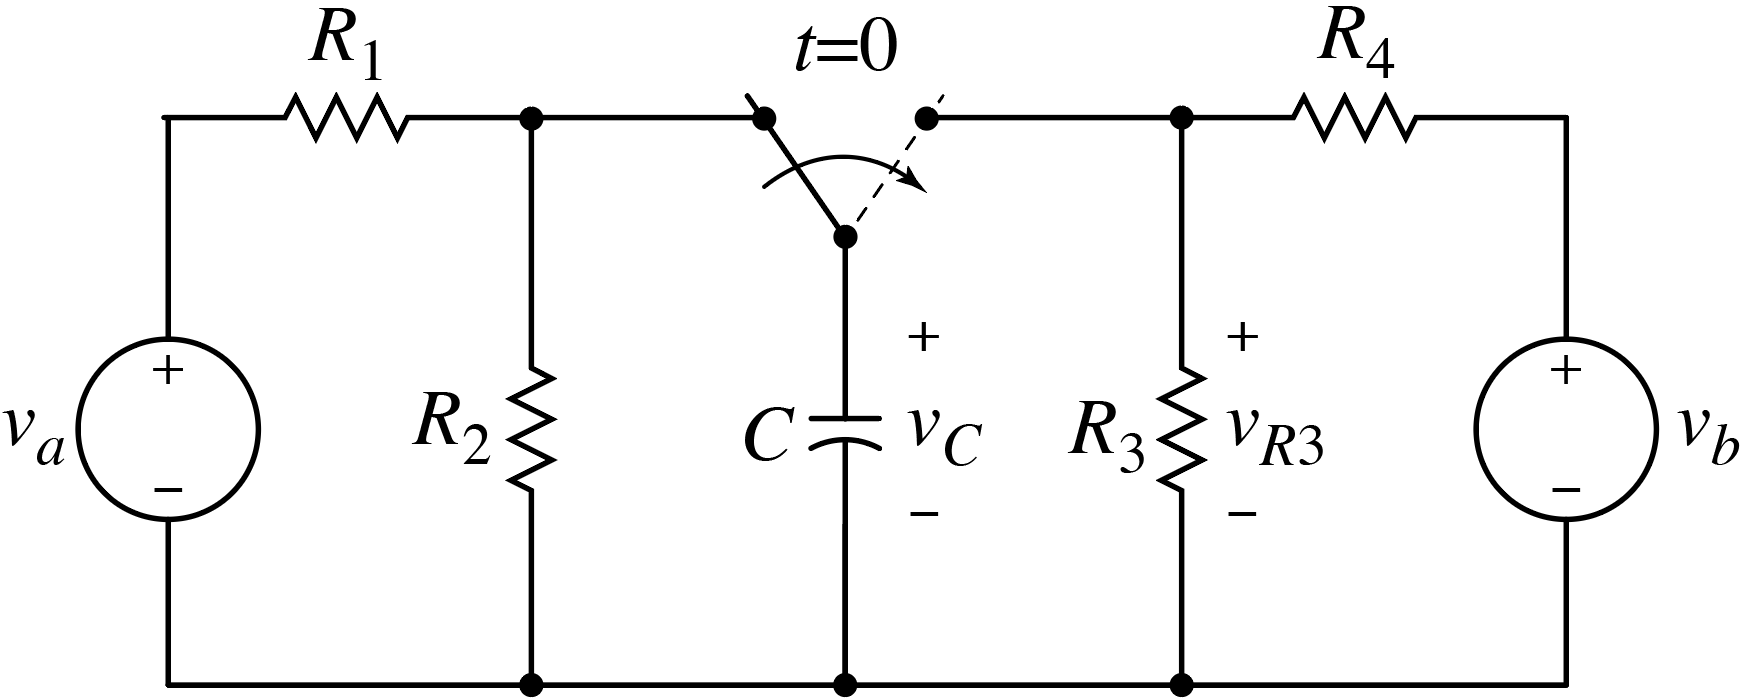 R1
t=0
R4
+
+
+
+
va
R2
C
vC
R3
vR3
vb
−
−
−
−